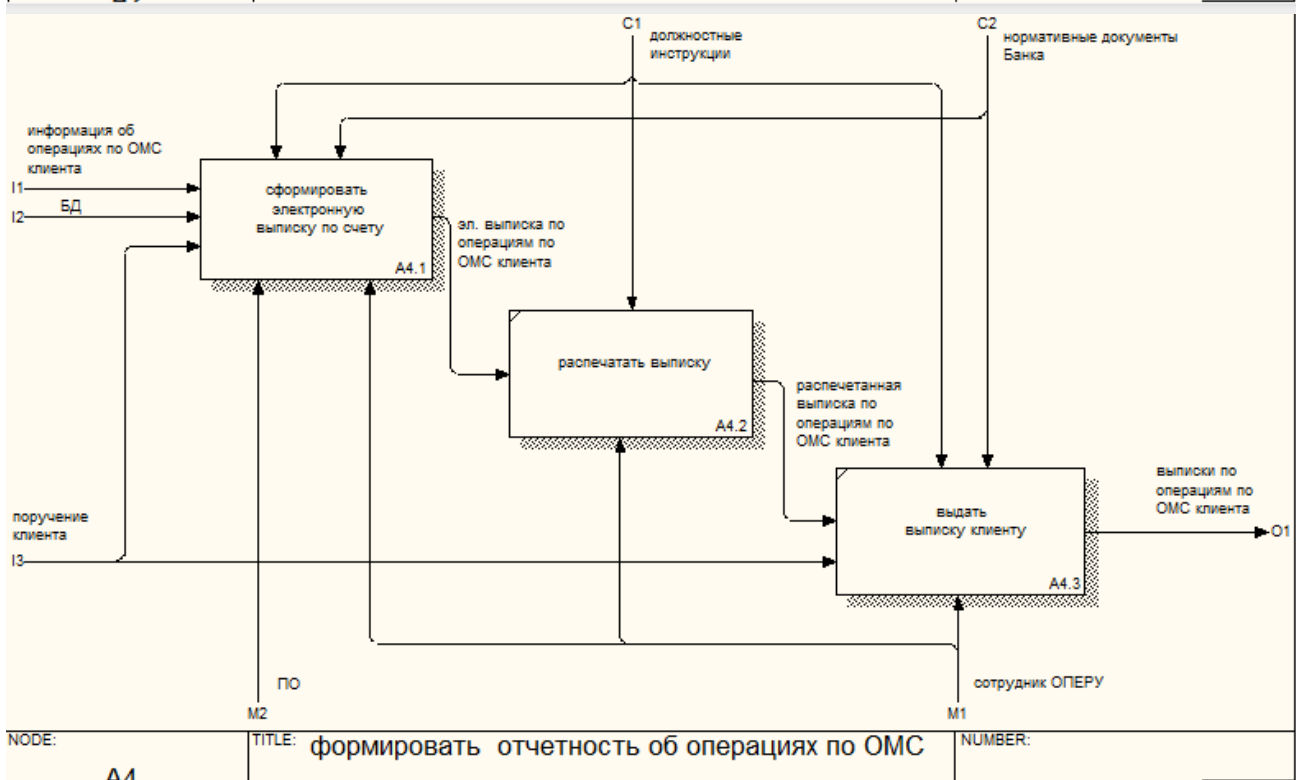 C1
должностные
инструкции
C2
нормативные документы
Банка
информация об
операциях по ОМС
клиента
I1
I2
БД
сформировать
электронную
выписку по счету
A4.1
эл. выписка по
операциям по
ОМС клиента
распечатать выписку
A4.2
распечетанная
выписка по
операциям по
ОМС клиента
поручение
клиента
I3
выдать
выписку клиенту
A4.3
выписки по
операциям по
ОМС клиента
O1
ПО
M2
сотрудник ОПЕРУ
M1
NODE:
A4
TITLE:
формировать отчетность об операциях по ОМС
NUMBER: